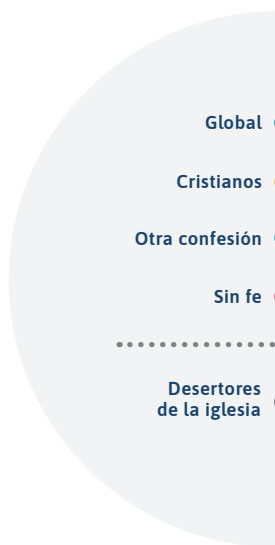 Global
Cristianos
Otra confesión
Sin fe
Desertores
de la iglesia